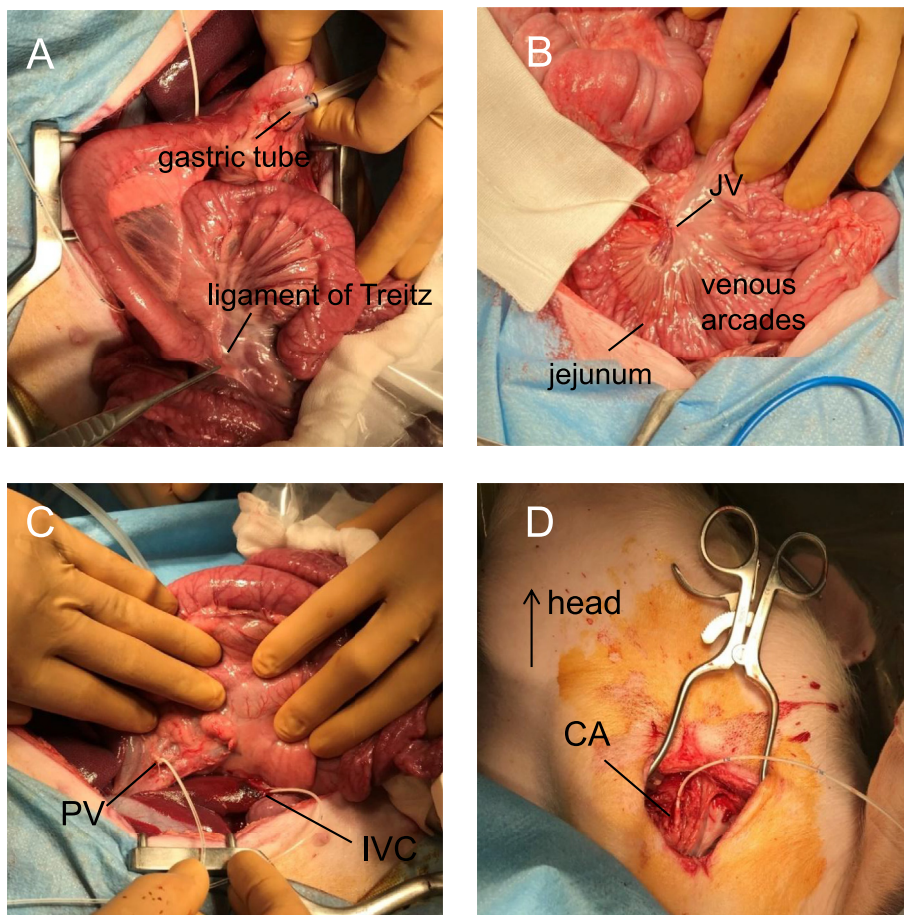 A
gastric tube
ligament of Treitz
B
JV
venous
arcades
jejunum
C
PV
IVC
D
head
CA